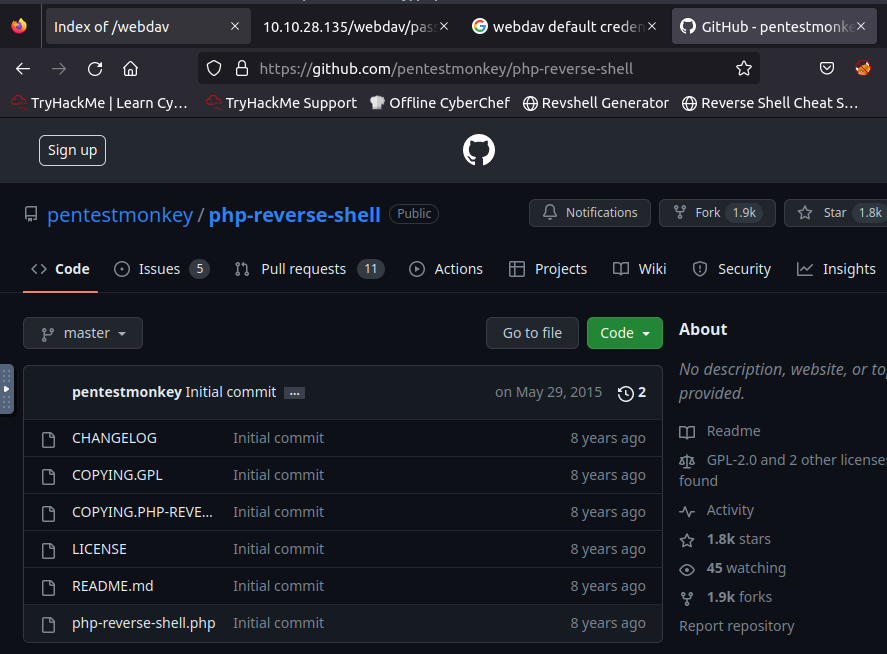 Index of /webdav
10.10.28.135/webdav/pas
webdav default creden
GitHub - pentestmonke
https://github.com/pentestmonkey/php-reverse-shell
TryHackMe | Learn Cy… TryHackMe Support Offline CyberChef Revshell Generator Reverse Shell Cheat S…
Sign up
pentestmonkey / php-reverse-shell Public Notifications Fork 1.9k Star 1.8k
Code Issues 5 Pull requests 11 Actions Projects Wiki Security Insights
master Go to file Code
pentestmonkey Initial commit ... on May 29, 2015 2
CHANGELOG Initial commit 8 years ago
COPYING.GPL Initial commit 8 years ago
COPYING.PHP-REVE... Initial commit 8 years ago
LICENSE Initial commit 8 years ago
README.md Initial commit 8 years ago
php-reverse-shell.php Initial commit 8 years ago
About
No description, website, or to
provided.
Readme
GPL-2.0 and 2 other licenses
found
Activity
1.8k stars
45 watching
1.9k forks
Report repository